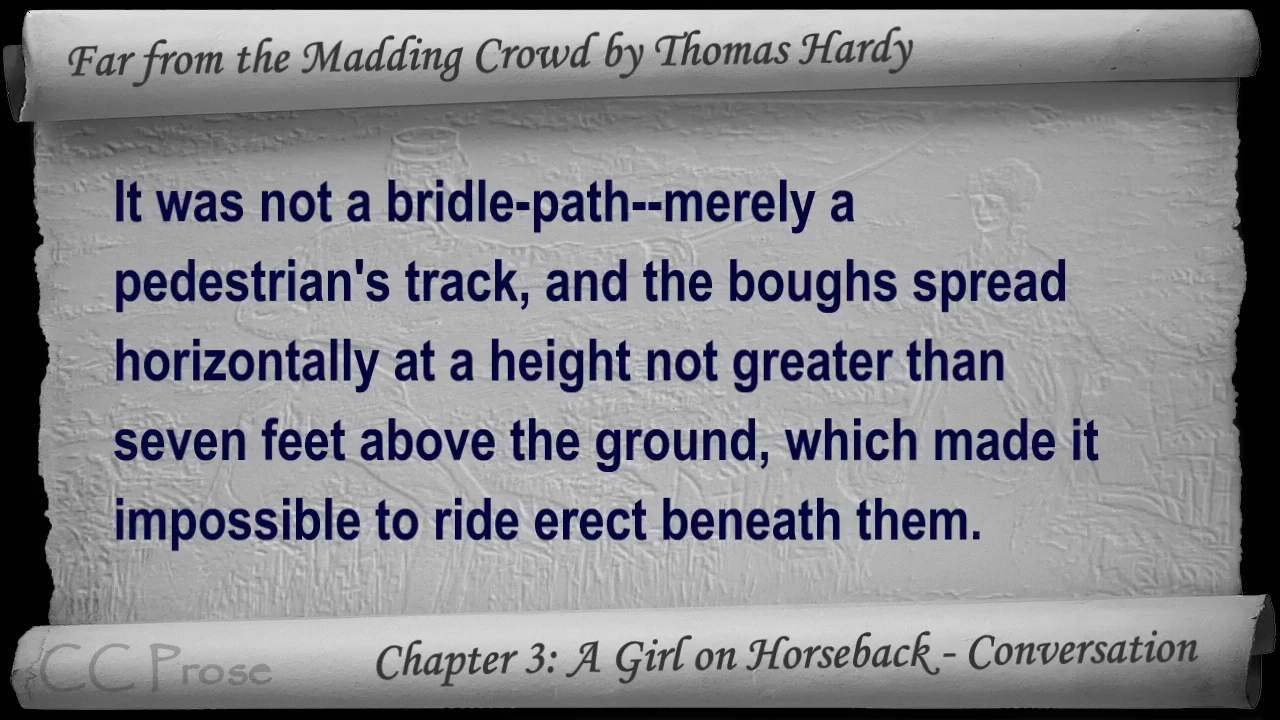 Far from the Madding Crowd by Thomas Hardy
It was not a bridle-path--merely a
pedestrian's track, and the boughs spread
horizontally at a height not greater than
seven feet above the ground, which made it
impossible to ride erect beneath them.
CC Prose
Chapter 3: A Girl on Horseback - Conversation